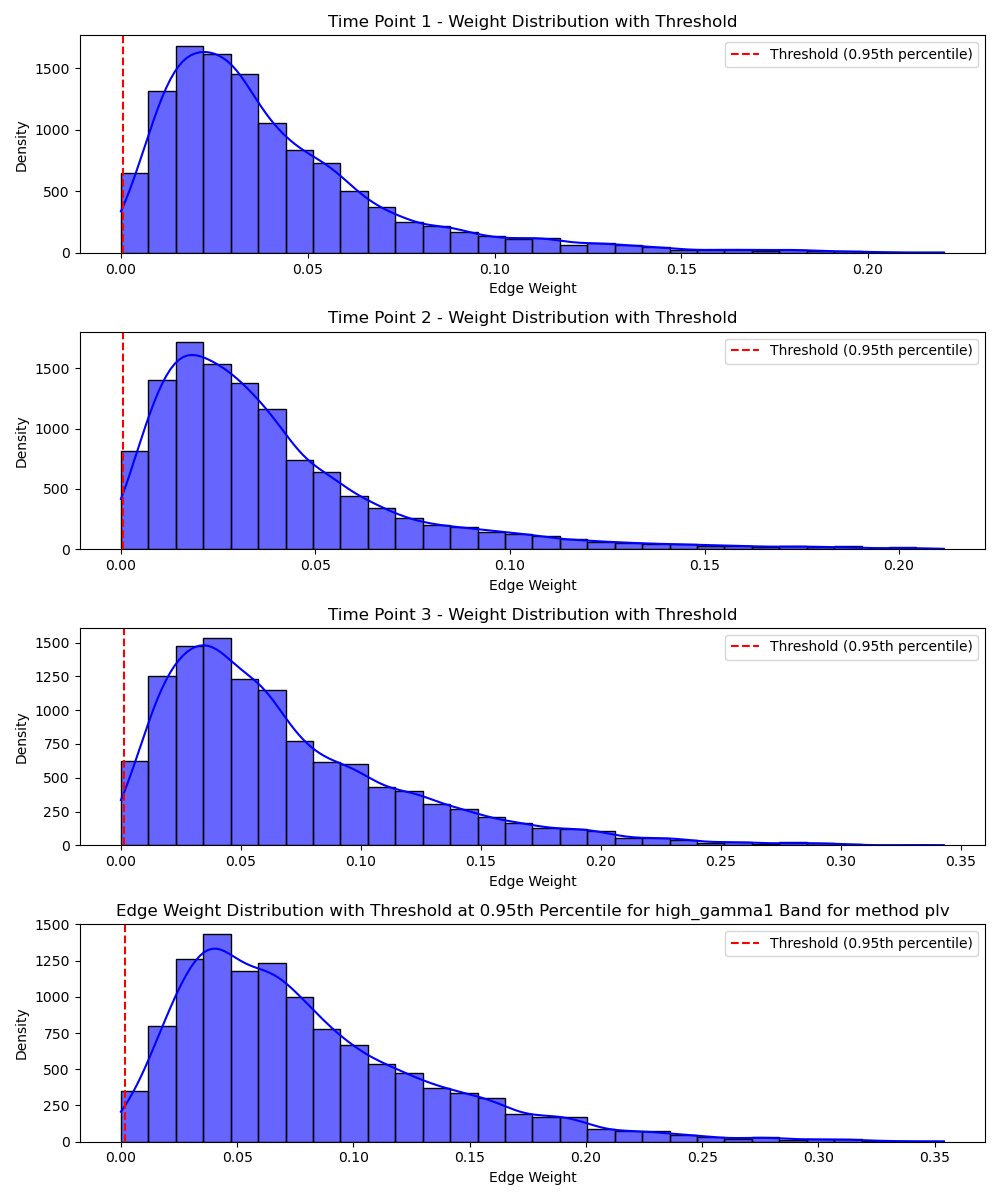 Time Point 1 - Weight Distribution with Threshold
Threshold (0.95th percentile)
Density
1500
1000
500
0
0.00 0.05 0.10 0.15 0.20
Edge Weight
Time Point 2 - Weight Distribution with Threshold
Threshold (0.95th percentile)
Density
1500
1000
500
0
0.00 0.05 0.10 0.15 0.20
Edge Weight
Time Point 3 - Weight Distribution with Threshold
Threshold (0.95th percentile)
Density
1500
1250
1000
750
500
250
0
0.00 0.05 0.10 0.15 0.20 0.25 0.30 0.35
Edge Weight
Edge Weight Distribution with Threshold at 0.95th Percentile for high_gamma1 Band for method plv
Threshold (0.95th percentile)
Density
1500
1250
1000
750
500
250
0
0.00 0.05 0.10 0.15 0.20 0.25 0.30 0.35
Edge Weight